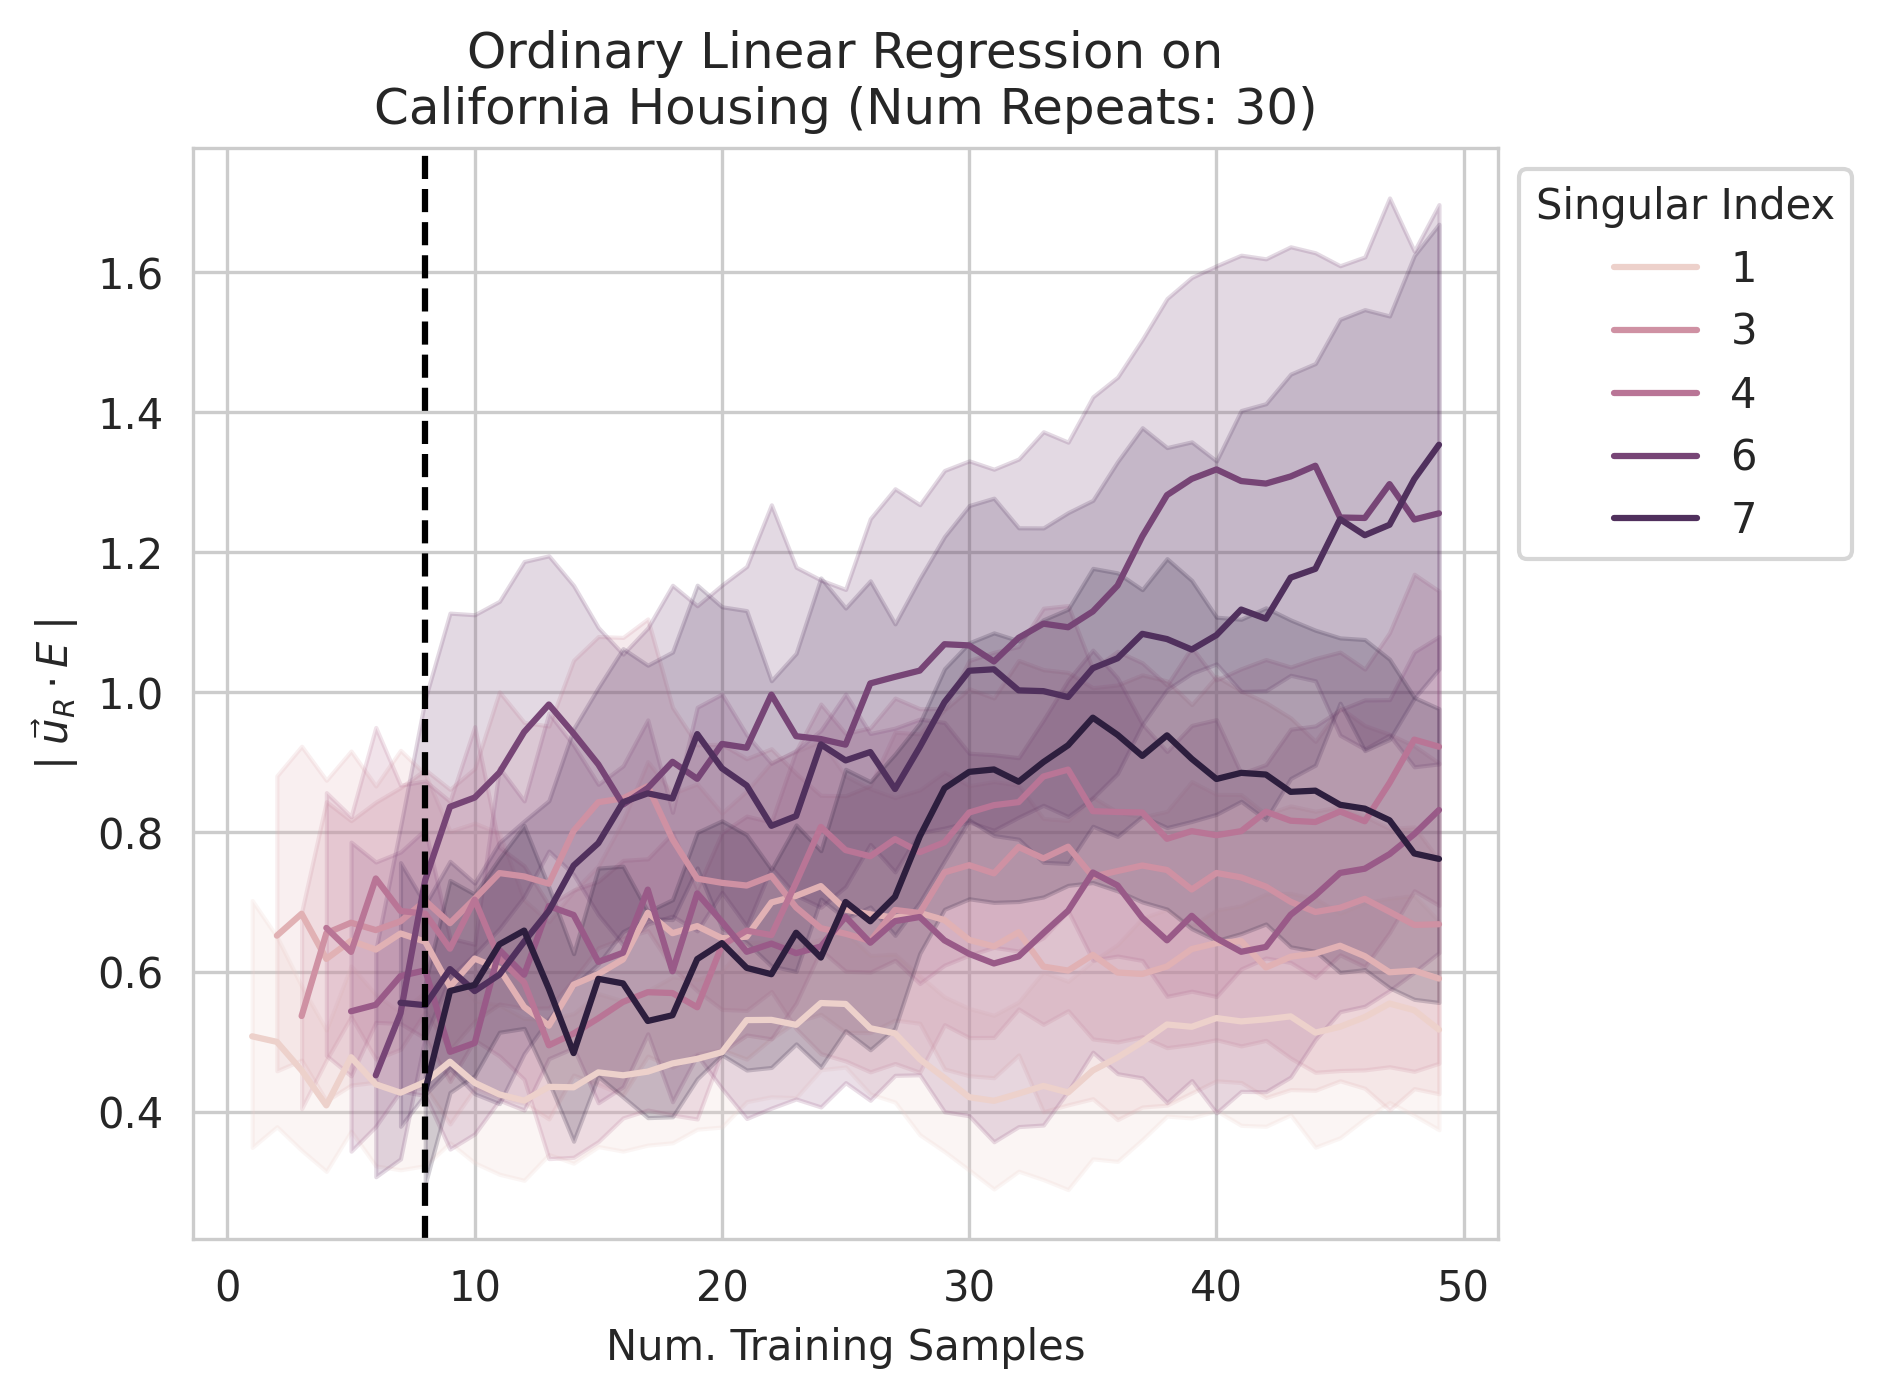 Ordinary Linear Regression on
California Housing (Num Repeats: 30)
| u⃗_R · E |
1.6
1.4
1.2
1.0
0.8
0.6
0.4
0 10 20 30 40 50
Num. Training Samples
Singular Index
1
3
4
6
7